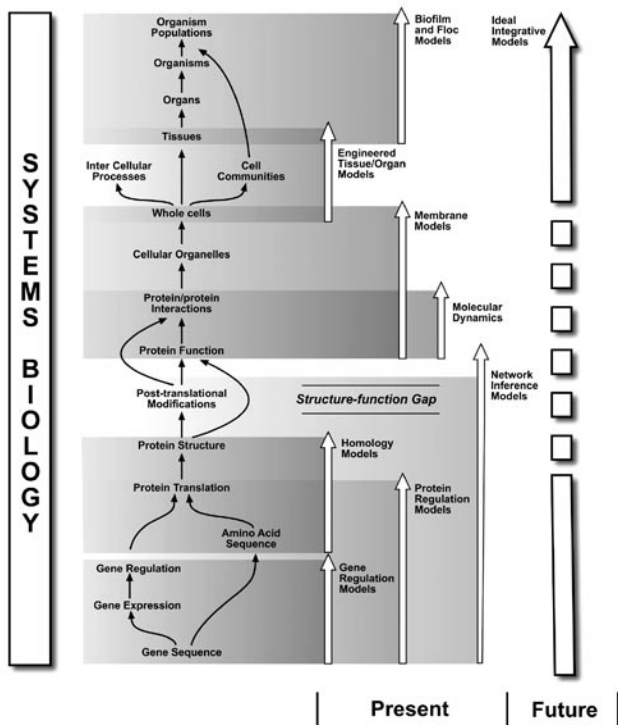 SYSTEMS BIOLOGY
Organism
Populations
Organisms
Organs
Tissues
Inter Cellular
Processes
Cell
Communities
Whole cells
Cellular Organelles
Protein/protein
Interactions
Protein Function
Post-translational
Modifications
Structure-function Gap
Protein Structure
Protein Translation
Amino Acid
Sequence
Gene Regulation
Gene Expression
Gene Sequence
Biofilm
and Floc
Models
Engineered
Tissue/Organ
Models
Membrane
Models
Molecular
Dynamics
Network
Inference
Models
Homology
Models
Protein
Regulation
Models
Gene
Regulation
Models
Ideal
Integrative
Models
Present
Future